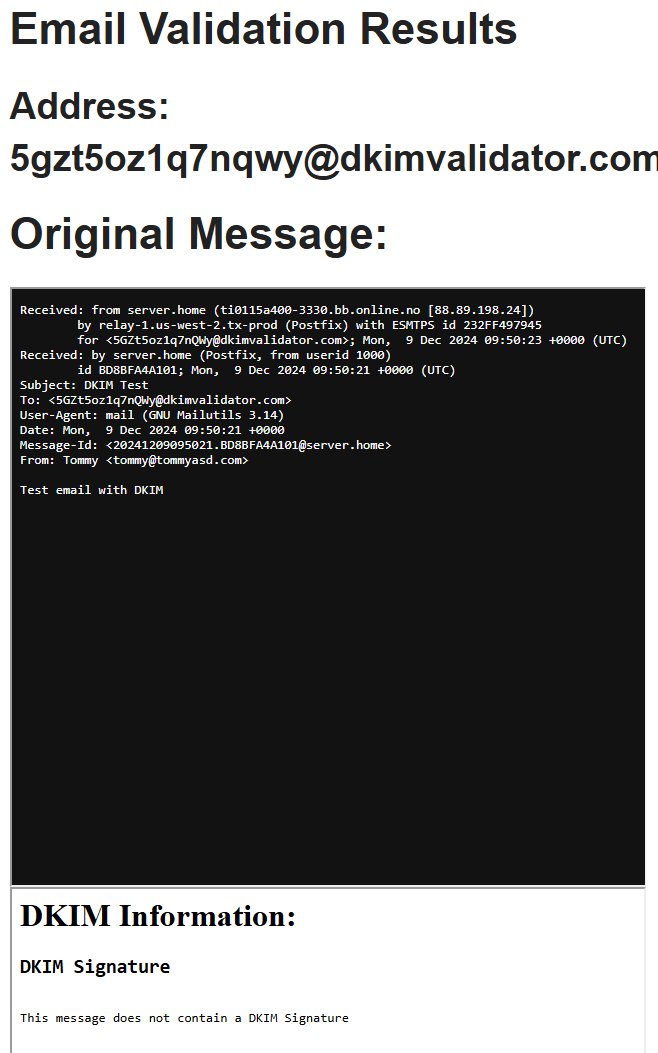 Email Validation Results
Address:
5gzt5oz1q7nqwy@dkimvalidator.com
Original Message:
Received: from server.home (ti0115a400-3330.bb.online.no [88.89.198.24])
        by relay-1.us-west-2.tx-prod (Postfix) with ESMTPS id 232FF497945
        for <5GZt5oz1q7nQWy@dkimvalidator.com>; Mon,  9 Dec 2024 09:50:23 +0000 (UTC)
Received: by server.home (Postfix, from userid 1000)
        id BD8BFA4A101; Mon,  9 Dec 2024 09:50:21 +0000 (UTC)
Subject: DKIM Test
To: <5GZt5oz1q7nQWy@dkimvalidator.com>
User-Agent: mail (GNU Mailutils 3.14)
Date: Mon,  9 Dec 2024 09:50:21 +0000
Message-Id: <20241209095021.BD8BFA4A101@server.home>
From: Tommy <tommy@tommyasd.com>
Test email with DKIM
DKIM Information:
DKIM Signature
This message does not contain a DKIM Signature